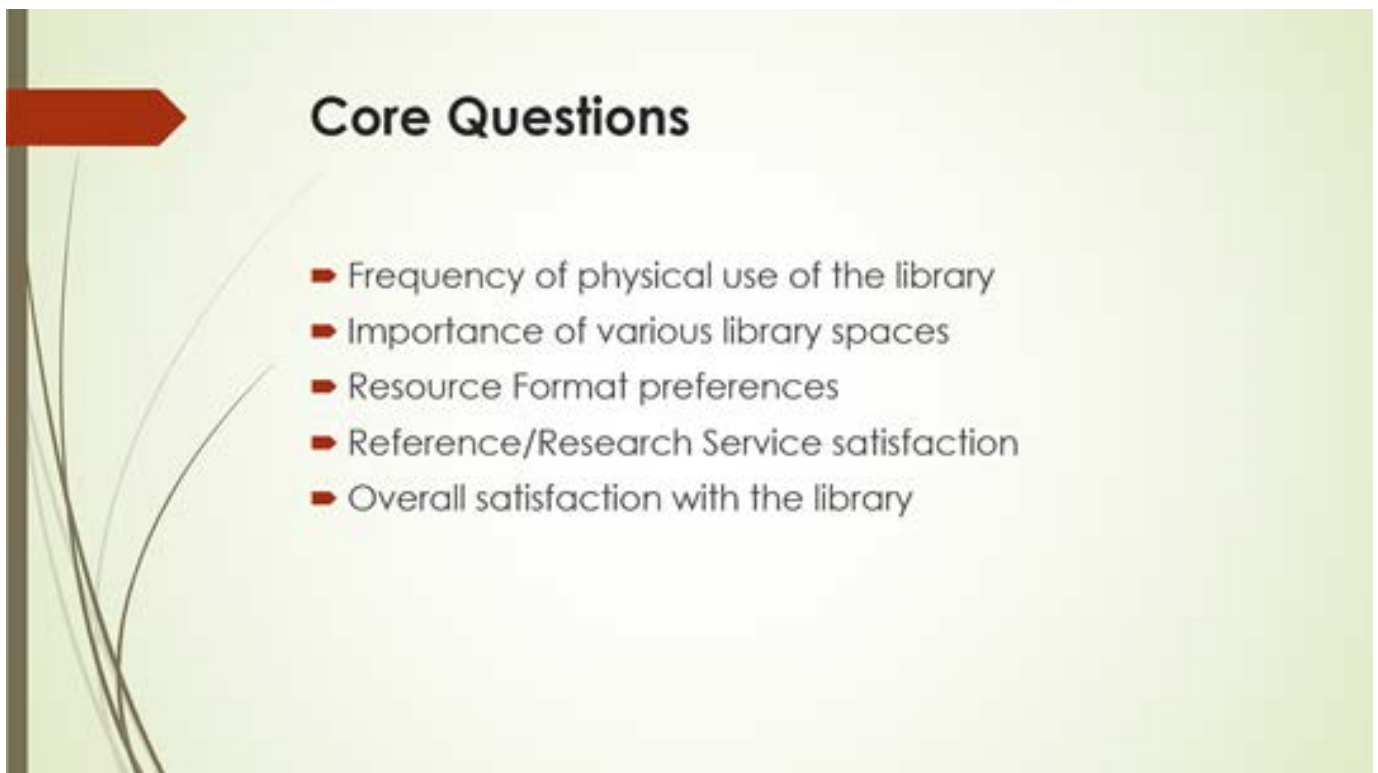 Core Questions
Frequency of physical use of the library
Importance of various library spaces
Resource Format preferences
Reference/Research Service satisfaction
Overall satisfaction with the library